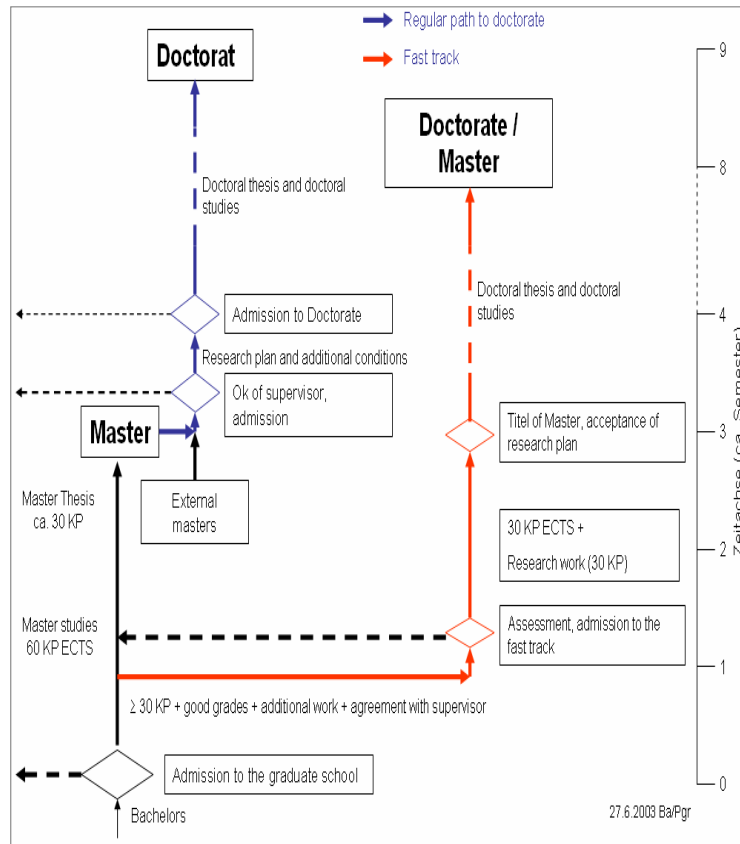 Regular path to doctorate
Fast track
Doctorat
Doctorate /
Master
Doctoral thesis and doctoral
studies
Doctoral thesis and doctoral
studies
Admission to Doctorate
Research plan and additional conditions
Ok of supervisor,
admission
Master
Titel of Master, acceptance of
research plan
External
masters
Master Thesis
ca. 30 KP
30 KP ECTS +
Research work (30 KP)
Master studies
60 KP ECTS
Assessment, admission to the
fast track
≥ 30 KP + good grades + additional work + agreement with supervisor
Admission to the graduate school
Bachelors
9
8
4
3
2
1
0
Zeitachse (ca. Semester)
27.6.2003 Ba/Pgr